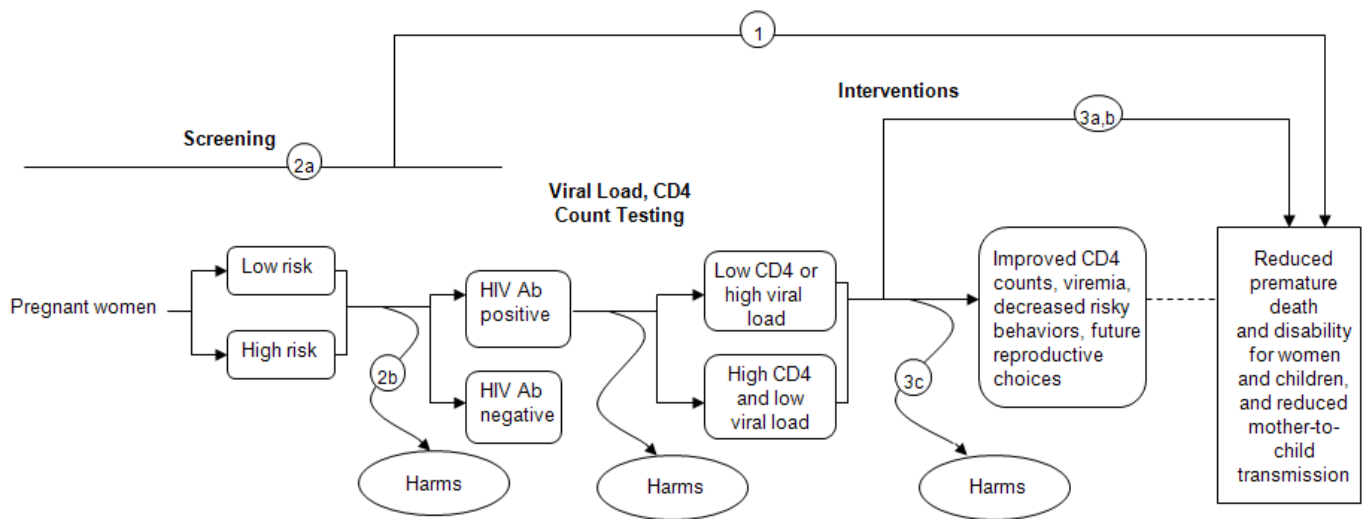 1
Interventions
3a,b
Screening
2a
Viral Load, CD4
Count Testing
Pregnant women
Low risk
High risk
2b
HIV Ab
positive
HIV Ab
negative
Low CD4 or
high viral
load
High CD4
and low
viral load
3c
Improved CD4
counts, viremia,
decreased risky
behaviors, future
reproductive
choices
Reduced
premature
death
and disability
for women
and children,
and reduced
mother-to-
child
transmission
Harms
Harms
Harms